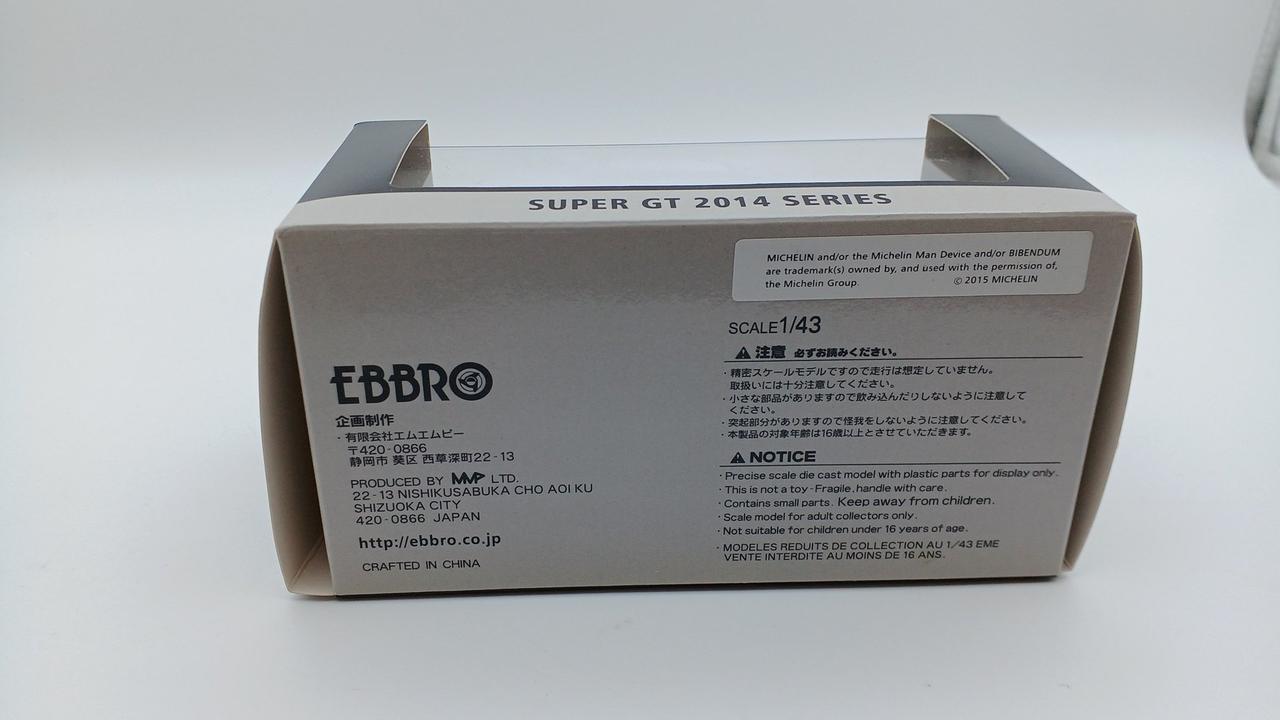 SUPER GT 2014 SERIES
MICHELIN and/or the Michelin Man Device and/or BIBENDUM
are trademark(s) owned by, and used with the permission of,
the Michelin Group. © 2015 MICHELIN
SCALE1/43
注意 必ずお読みください。
・精密スケールモデルですので走行は想定していません。
取扱いには十分注意してください。
・小さな部品がありますので飲み込んだりしないように注意して
ください。
・突起部分がありますので怪我をしないように注意してください。
・本製品の対象年齢は16歳以上とさせていただきます。
NOTICE
・Precise scale die cast model with plastic parts for display only.
・This is not a toy-Fragile, handle with care.
・Contains small parts. Keep away from children.
・Scale model for adult collectors only.
・Not suitable for children under 16 years of age.
・MODELES REDUITS DE COLLECTION AU 1/43 EME
VENTE INTERDITE AU MOINS DE 16 ANS.
EBBRO
企画制作
・有限会社エムエムピー
〒420-0866
静岡市 葵区 西草深町22-13
PRODUCED BY MMP LTD.
22-13 NISHIKUSABUKA CHO AOI KU
SHIZUOKA CITY
420-0866 JAPAN
http://ebbro.co.jp
CRAFTED IN CHINA